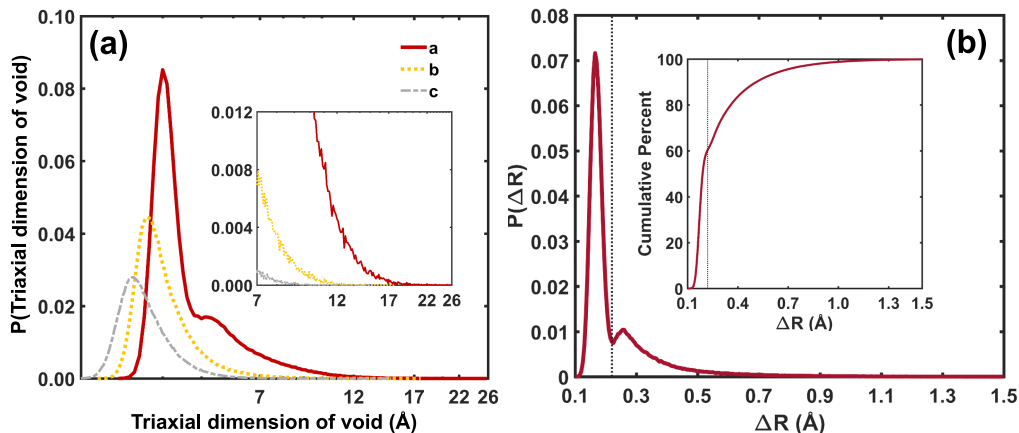 (a)
0.10
0.08
0.06
0.04
0.02
0.00
P(Triaxial dimension of void)
a
b
c
0.012
0.008
0.004
0.000
7 12 17 22 26
7 12 17 22 26
Triaxial dimension of void (Å)
(b)
0.08
0.07
0.06
0.05
0.04
0.03
0.02
0.01
0
P(ΔR)
100
80
60
40
20
0
Cumulative Percent
0.1 0.4 0.7 1.0 1.5
ΔR (Å)
0.1 0.3 0.5 0.7 0.9 1.1 1.3 1.5
ΔR (Å)